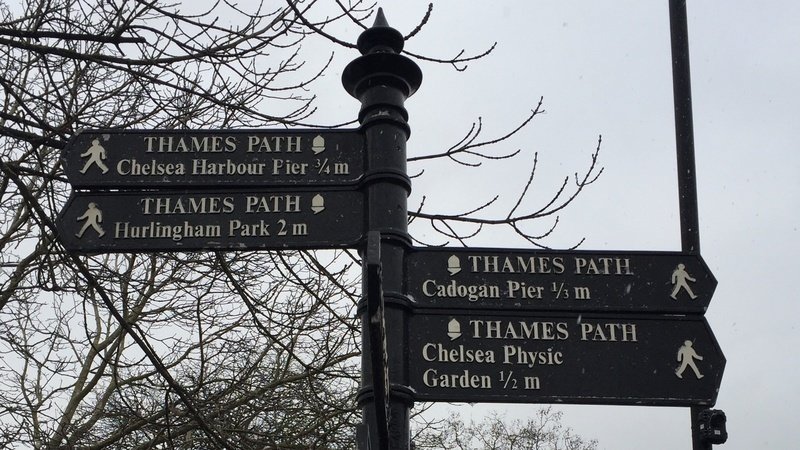 THAMES PATH
Chelsea Harbour Pier ¾ m
THAMES PATH
Hurlingham Park 2 m
THAMES PATH
Cadogan Pier ⅓ m
THAMES PATH
Chelsea Physic
Garden ½ m